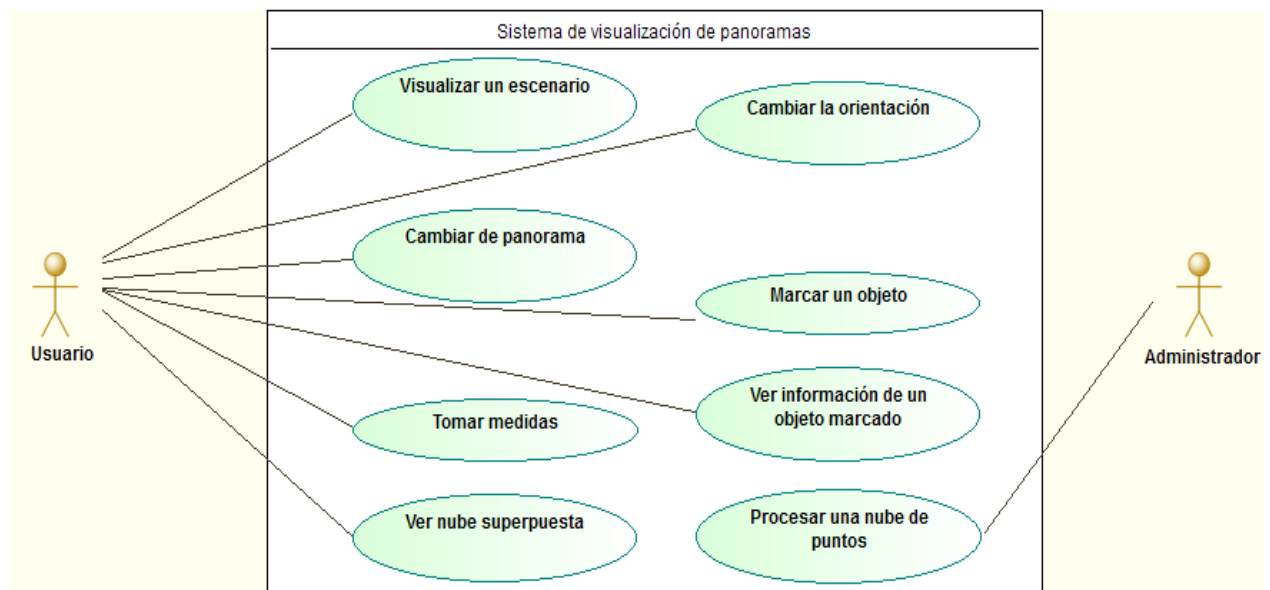 Sistema de visualización de panoramas
Visualizar un escenario
Cambiar la orientación
Cambiar de panorama
Marcar un objeto
Usuario
Administrador
Ver información de un
objeto marcado
Tomar medidas
Ver nube superpuesta
Procesar una nube de
puntos